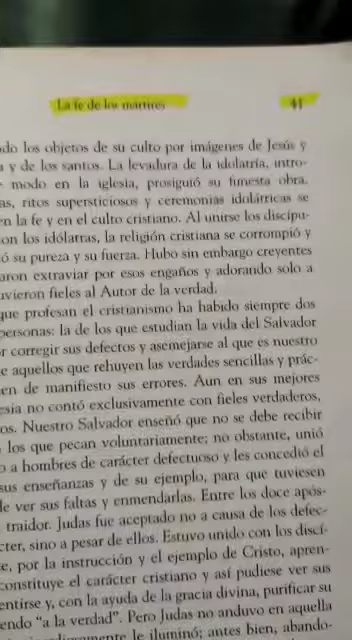 La fe de los mártires 41
do los objetos de su culto por imágenes de Jesús y
y de los santos. La levadura de la idolatría, intro-
modo en la iglesia, prosiguió su funesta obra.
as, ritos supersticiosos y ceremonias idolátricas se
n la fe y en el culto cristiano. Al unirse los discípu-
on los idólatras, la religión cristiana se corrompió y
ó su pureza y su fuerza. Hubo sin embargo creyentes
aron extraviar por esos engaños y adorando solo a
uvieron fieles al Autor de la verdad.
que profesan el cristianismo ha habido siempre dos
personas: la de los que estudian la vida del Salvador
r corregir sus defectos y asemejarse al que es nuestro
e aquellos que rehuyen las verdades sencillas y prác-
en de manifiesto sus errores. Aun en sus mejores
esia no contó exclusivamente con fieles verdaderos,
os. Nuestro Salvador enseñó que no se debe recibir
los que pecan voluntariamente; no obstante, unió
o a hombres de carácter defectuoso y les concedió el
sus enseñanzas y de su ejemplo, para que tuviesen
de ver sus faltas y enmendarlas. Entre los doce após-
traidor. Judas fue aceptado no a causa de los defec-
cter, sino a pesar de ellos. Estuvo unido con los discí-
e, por la instrucción y el ejemplo de Cristo, apren-
constituye el carácter cristiano y así pudiese ver sus
entirse y, con la ayuda de la gracia divina, purificar su
endo "a la verdad". Pero Judas no anduvo en aquella
le iluminó; antes bien, abando-